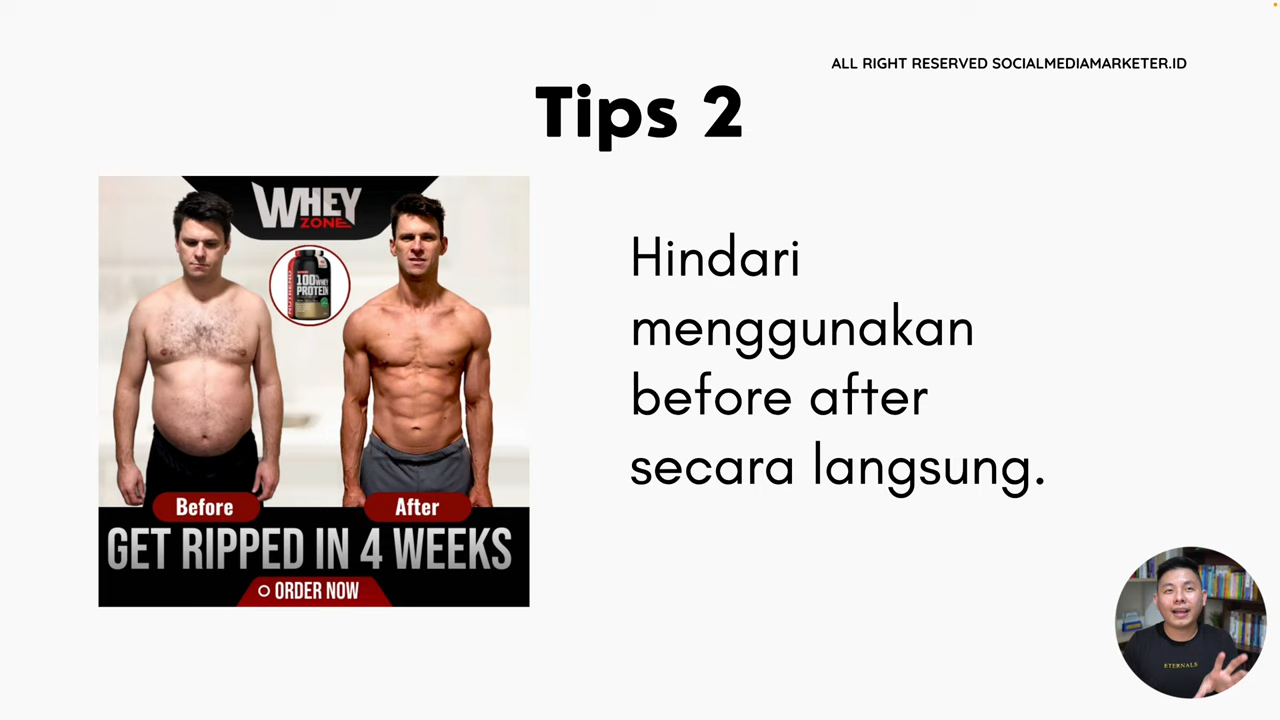 ALL RIGHT RESERVED SOCIALMEDIAMARKETER.ID
Tips 2
WHEY
ZONE
100%WHEY
PROTEIN
Before
After
GET RIPPED IN 4 WEEKS
ORDER NOW
Hindari
menggunakan
before after
secara langsung.
ETERNALS